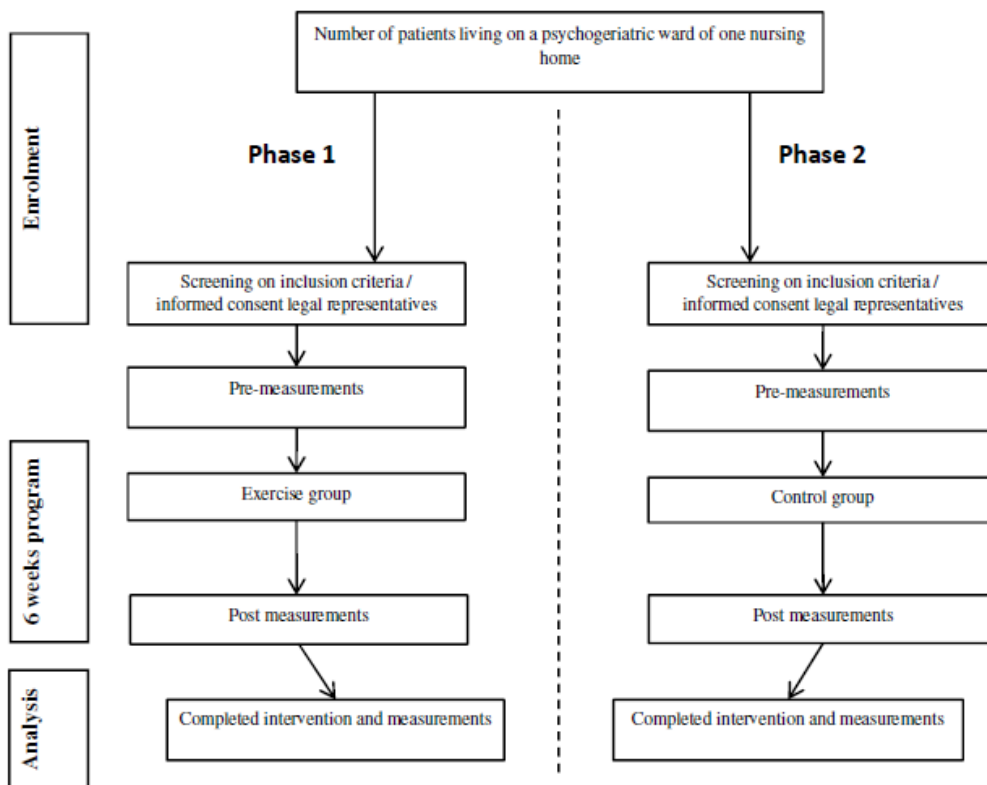 Number of patients living on a psychogeriatric ward of one nursing
home
Enrolment
Phase 1
Phase 2
Screening on inclusion criteria /
informed consent legal representatives
Screening on inclusion criteria /
informed consent legal representatives
Pre-measurements
Pre-measurements
6 weeks program
Exercise group
Control group
Post measurements
Post measurements
Analysis
Completed intervention and measurements
Completed intervention and measurements